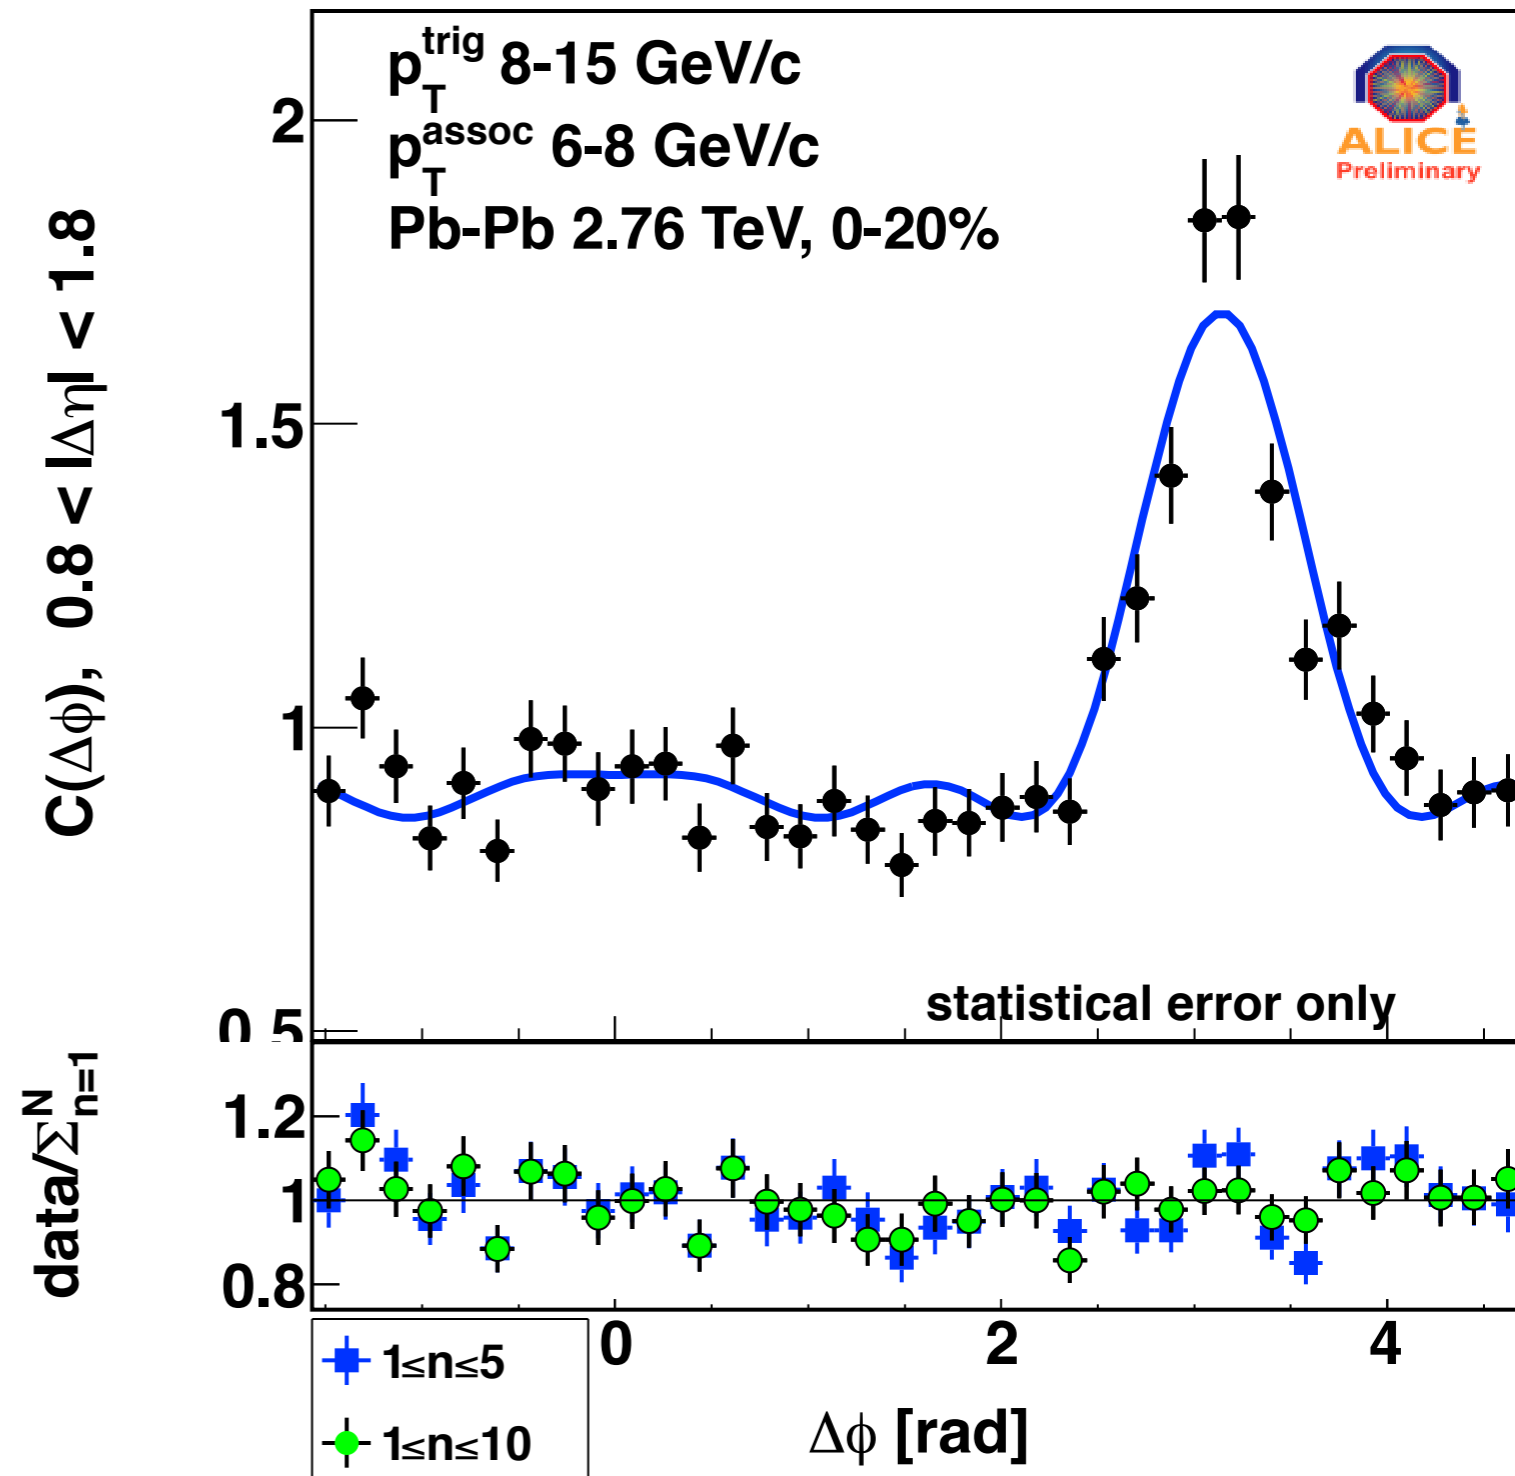 p_T^trig 8-15 GeV/c
p_T^assoc 6-8 GeV/c
Pb-Pb 2.76 TeV, 0-20%
ALICE
Preliminary
C(Δϕ), 0.8 < |Δη| < 1.8
2
1.5
1
0.5
statistical error only
data/Σ_{n=1}^N
1.2
1
0.8
0
2
4
1≤n≤5
1≤n≤10
Δϕ [rad]